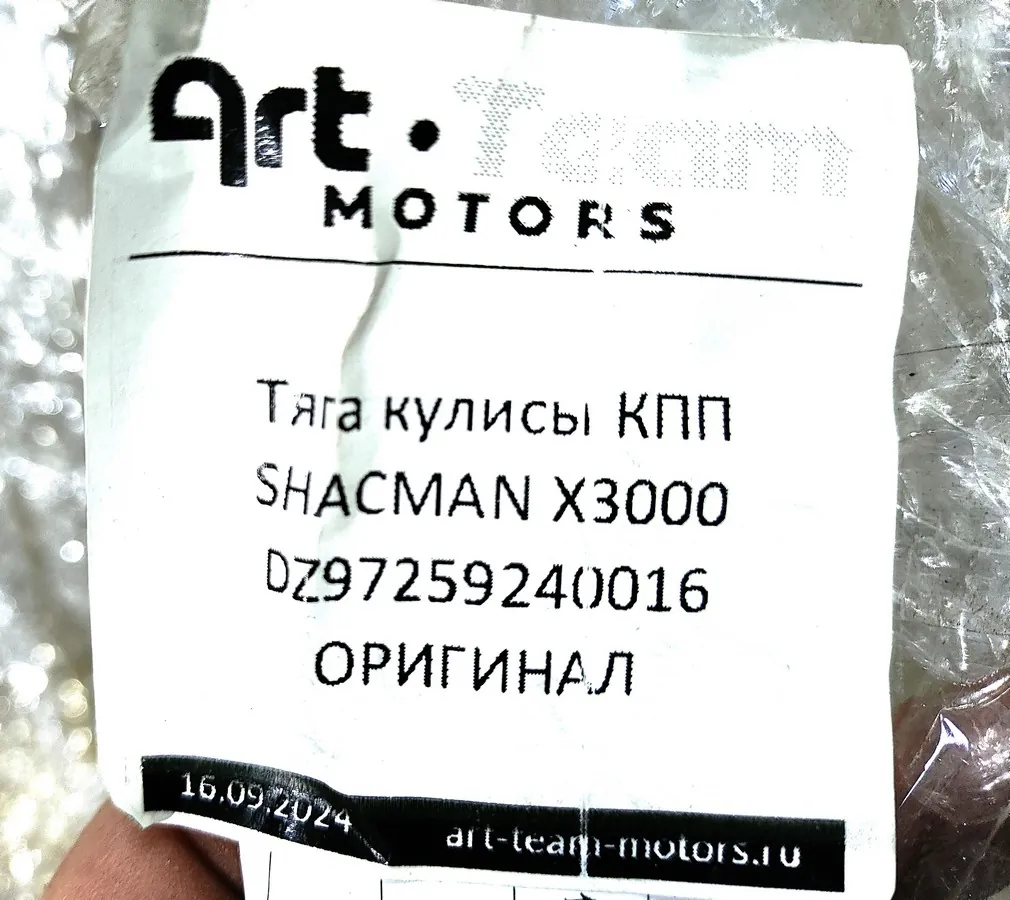 Art·Team
MOTORS
Тяга кулисы КПП
SHACMAN X3000
DZ97259240016
ОРИГИНАЛ
16.09.2024
art-team-motors.ru